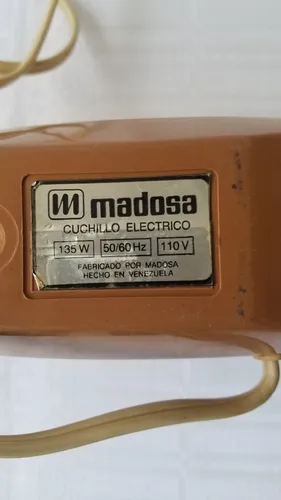 m madosa
CUCHILLO ELECTRICO
135 W 50/60 Hz 110 V
FABRICADO POR MADOSA
HECHO EN VENEZUELA